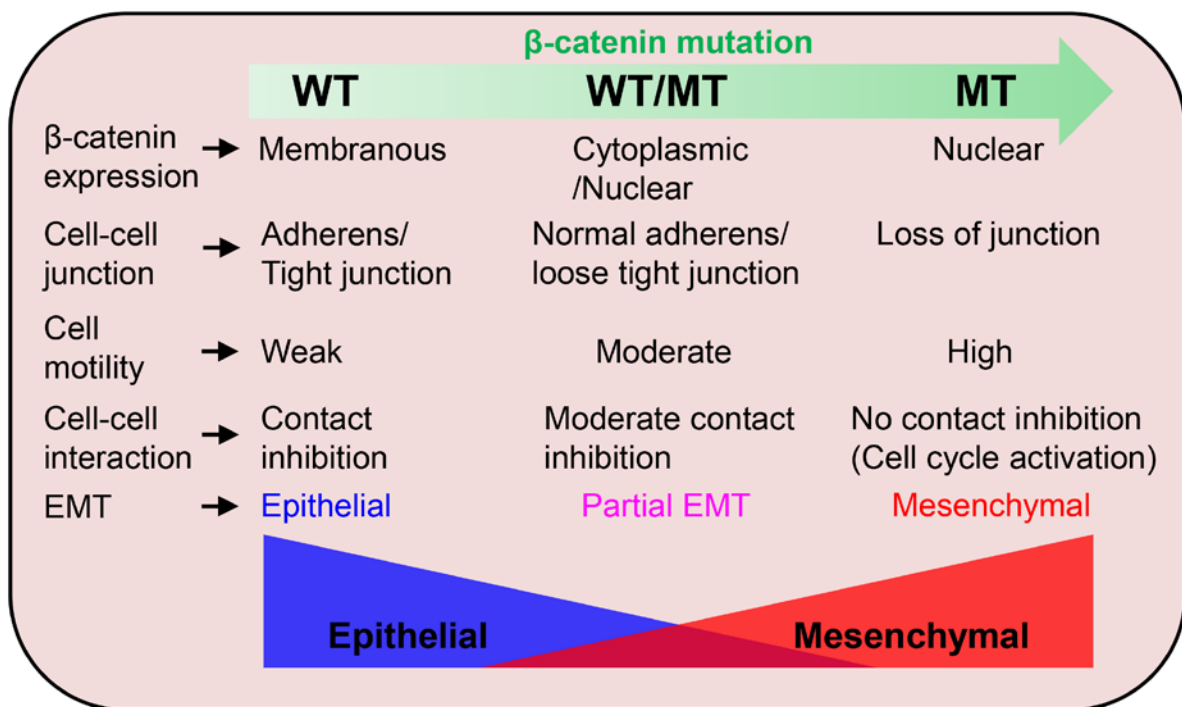 β-catenin mutation
WT WT/MT MT
β-catenin
expression
Membranous
Cytoplasmic
/Nuclear
Nuclear
Cell-cell
junction
Adherens/
Tight junction
Normal adherens/
loose tight junction
Loss of junction
Cell
motility
Weak
Moderate
High
Cell-cell
interaction
Contact
inhibition
Moderate contact
inhibition
No contact inhibition
(Cell cycle activation)
EMT
Epithelial
Partial EMT
Mesenchymal
Epithelial
Mesenchymal